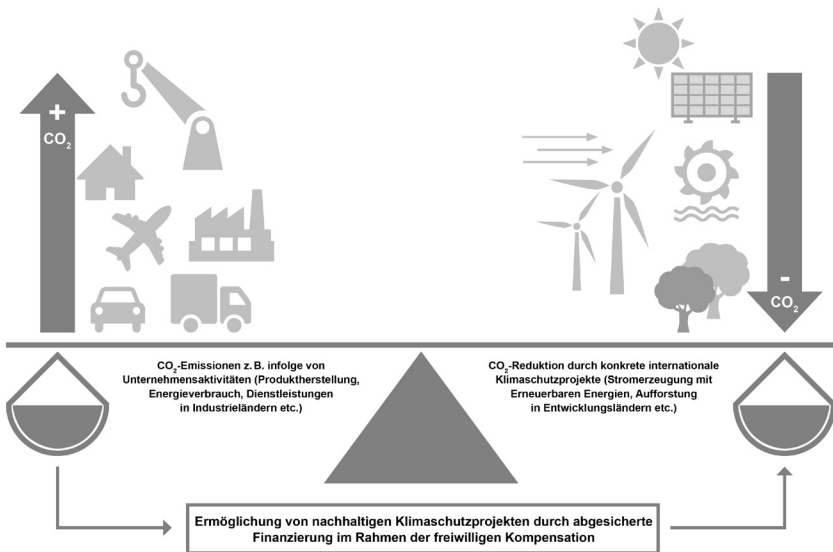 +
CO₂
-
CO₂
CO₂-Emissionen z. B. infolge von
Unternehmensaktivitäten (Produktherstellung,
Energieverbrauch, Dienstleistungen
in Industrieländern etc.)
CO₂-Reduktion durch konkrete internationale
Klimaschutzprojekte (Stromerzeugung mit
Erneuerbaren Energien, Aufforstung
in Entwicklungsländern etc.)
Ermöglichung von nachhaltigen Klimaschutzprojekten durch abgesicherte
Finanzierung im Rahmen der freiwilligen Kompensation